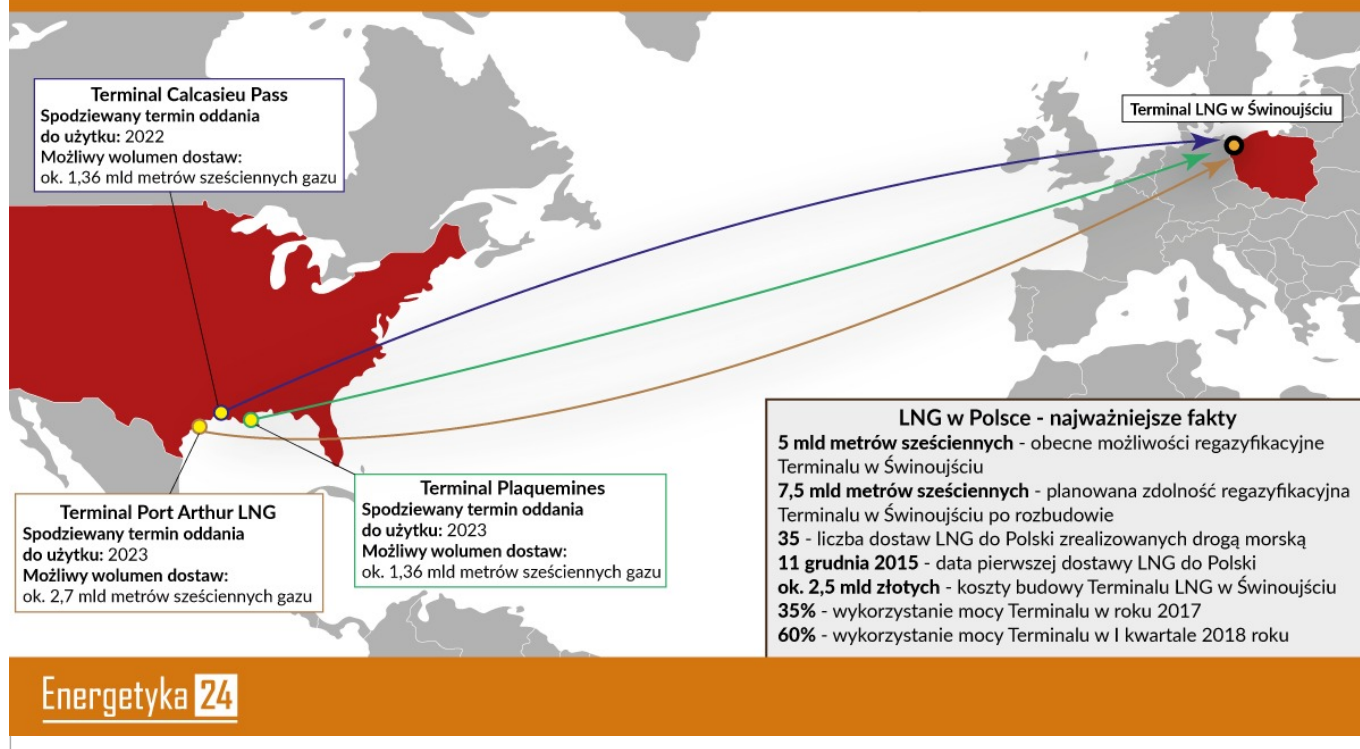 Terminal Calcasieu Pass
Spodziewany termin oddania
do użytku: 2022
Możliwy wolumen dostaw:
ok. 1,36 mld metrów sześciennych gazu
Terminal LNG w Świnoujściu
Terminal Port Arthur LNG
Spodziewany termin oddania
do użytku: 2023
Możliwy wolumen dostaw:
ok. 2,7 mld metrów sześciennych gazu
Terminal Plaquemines
Spodziewany termin oddania
do użytku: 2023
Możliwy wolumen dostaw:
ok. 1,36 mld metrów sześciennych gazu
LNG w Polsce - najważniejsze fakty
5 mld metrów sześciennych - obecne możliwości regazyfikacyjne
Terminalu w Świnoujściu
7,5 mld metrów sześciennych - planowana zdolność regazyfikacyjna
Terminalu w Świnoujściu po rozbudowie
35 - liczba dostaw LNG do Polski zrealizowanych drogą morską
11 grudnia 2015 - data pierwszej dostawy LNG do Polski
ok. 2,5 mld złotych - koszty budowy Terminalu LNG w Świnoujściu
35% - wykorzystanie mocy Terminalu w roku 2017
60% - wykorzystanie mocy Terminalu w I kwartale 2018 roku
Energetyka 24